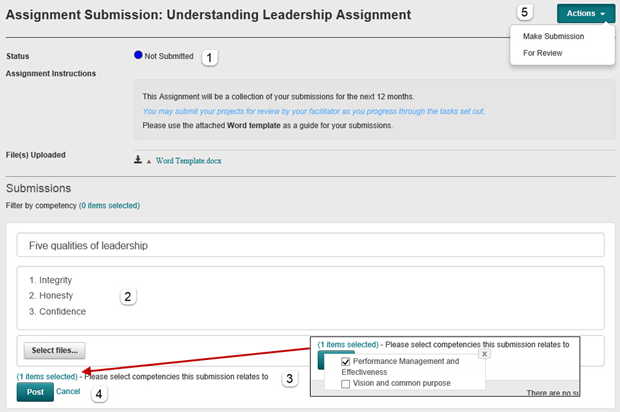 Assignment Submission: Understanding Leadership Assignment
5
Actions
Make Submission
For Review
Status
Not Submitted
1
Assignment Instructions
This Assignment will be a collection of your submissions for the next 12 months.
You may submit your projects for review by your facilitator as you progress through the tasks set out.
Please use the attached Word template as a guide for your submissions.
File(s) Uploaded
Word Template.docx
Submissions
Filter by competency (0 items selected)
Five qualities of leadership
1. Integrity
2. Honesty
3. Confidence
2
Select files...
(1 items selected) - Please select competencies this submission relates to
3
Post
Cancel
4
(1 items selected) - Please select competencies this submission relates to
x
Performance Management and
Effectiveness
Vision and common purpose
There are no